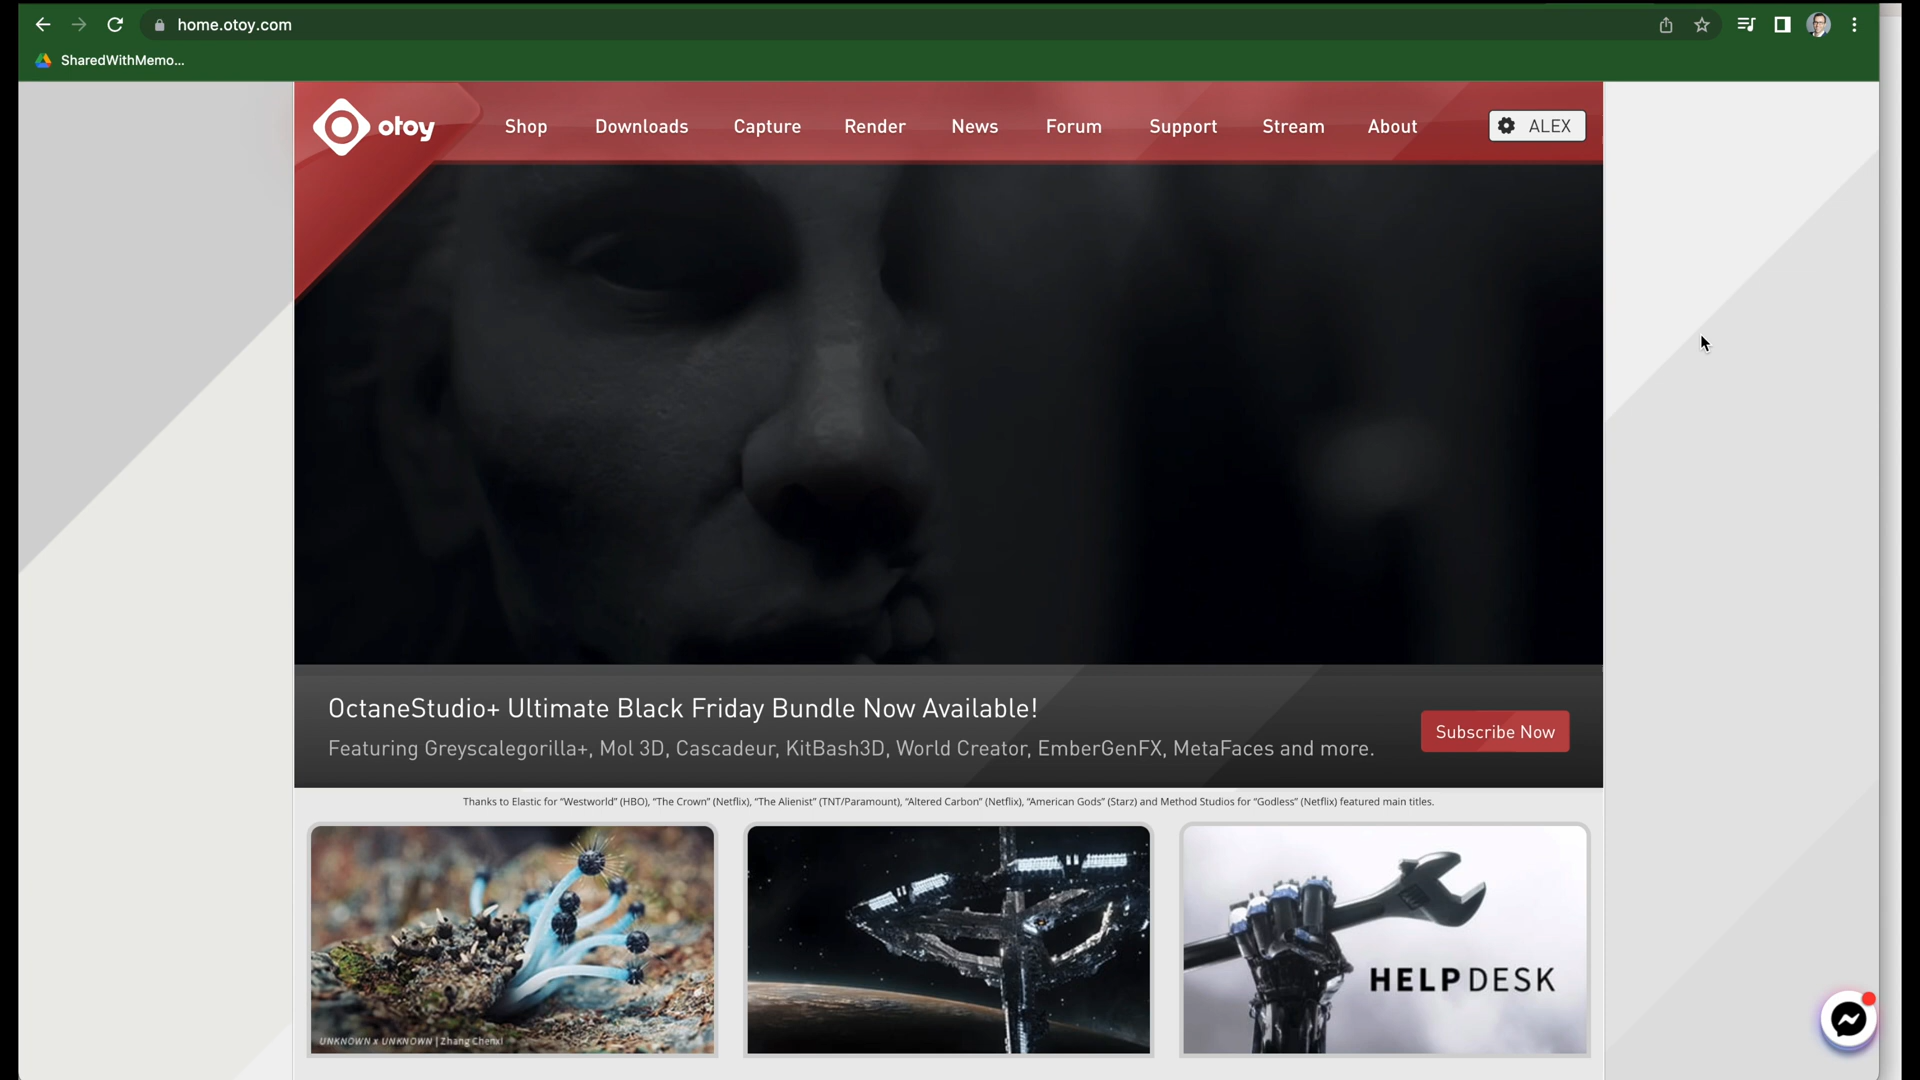 home.otoy.com
SharedWithMemo...
otoy
Shop
Downloads
Capture
Render
News
Forum
Support
Stream
About
ALEX
OctaneStudio+ Ultimate Black Friday Bundle Now Available!
Featuring Greyscalegorilla+, Mol 3D, Cascadeur, KitBash3D, World Creator, EmberGenFX, MetaFaces and more.
Subscribe Now
Thanks to Elastic for “Westworld” (HBO), “The Crown” (Netflix), “The Alienist” (TNT/Paramount), “Altered Carbon” (Netflix), “American Gods” (Starz) and Method Studios for “Godless” (Netflix) featured main titles.
UNKNOWN x UNKNOWN | Zhang Chenxi
HELPDESK